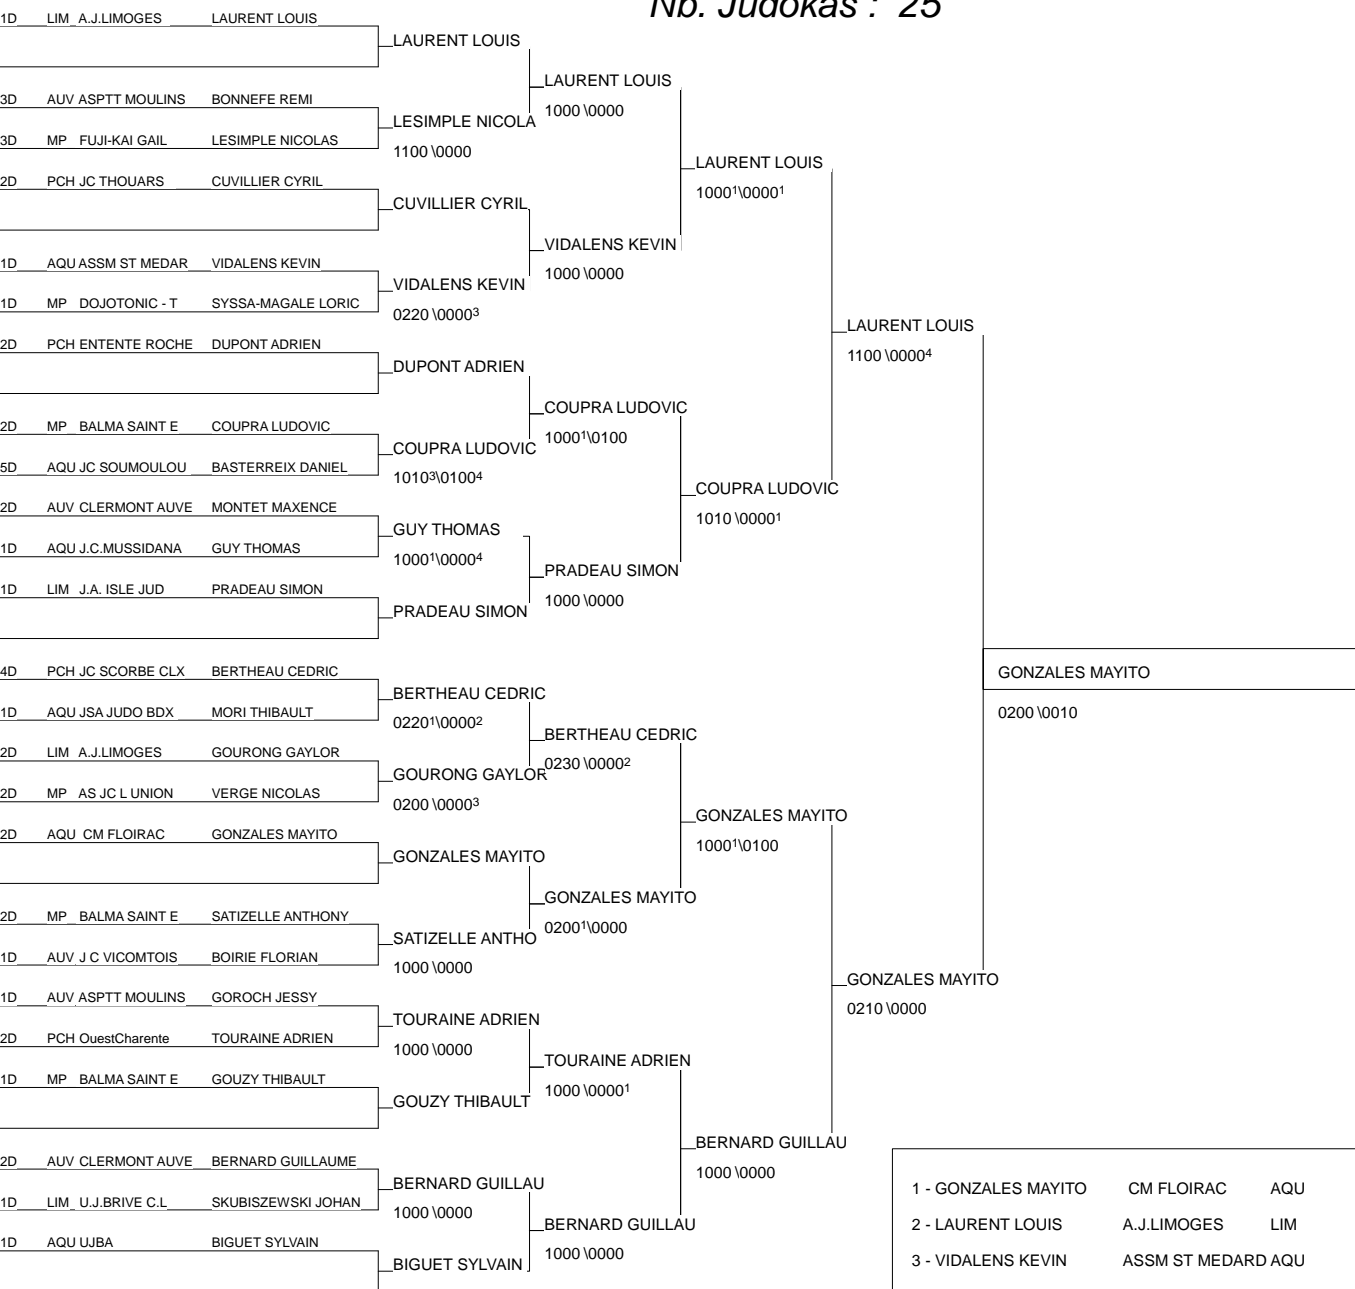 Nb. Judokas : 25
1D LIM A.J.LIMOGES LAURENT LOUIS
LAURENT LOUIS
LAURENT LOUIS
1000 \0000
3D AUV ASPTT MOULINS BONNEFE REMI
LESIMPLE NICOLA
1100 \0000
3D MP FUJI-KAI GAIL LESIMPLE NICOLAS
LAURENT LOUIS
1000¹\0000¹
2D PCH JC THOUARS CUVILLIER CYRIL
CUVILLIER CYRIL
VIDALENS KEVIN
1000 \0000
1D AQU ASSM ST MEDAR VIDALENS KEVIN
VIDALENS KEVIN
0220 \0000³
1D MP DOJOTONIC - T SYSSA-MAGALE LORIC
LAURENT LOUIS
1100 \0000⁴
2D PCH ENTENTE ROCHE DUPONT ADRIEN
DUPONT ADRIEN
COUPRA LUDOVIC
1000¹\0100
2D MP BALMA SAINT E COUPRA LUDOVIC
COUPRA LUDOVIC
1010³\0100⁴
5D AQU JC SOUMOULOU BASTERREIX DANIEL
COUPRA LUDOVIC
1010 \0000¹
2D AUV CLERMONT AUVE MONTET MAXENCE
GUY THOMAS
1000¹\0000⁴
1D AQU J.C.MUSSIDANA GUY THOMAS
PRADEAU SIMON
1000 \0000
1D LIM J.A. ISLE JUD PRADEAU SIMON
PRADEAU SIMON
GONZALES MAYITO
0200 \0010
4D PCH JC SCORBE CLX BERTHEAU CEDRIC
BERTHEAU CEDRIC
0220¹\0000²
1D AQU JSA JUDO BDX MORI THIBAULT
BERTHEAU CEDRIC
0230 \0000²
2D LIM A.J.LIMOGES GOURONG GAYLOR
GOURONG GAYLOR
0200 \0000³
2D MP AS JC L UNION VERGE NICOLAS
GONZALES MAYITO
1000¹\0100
2D AQU CM FLOIRAC GONZALES MAYITO
GONZALES MAYITO
GONZALES MAYITO
0200¹\0000
2D MP BALMA SAINT E SATIZELLE ANTHONY
SATIZELLE ANTHO
1000 \0000
1D AUV J C VICOMTOIS BOIRIE FLORIAN
GONZALES MAYITO
0210 \0000
1D AUV ASPTT MOULINS GOROCH JESSY
TOURAINE ADRIEN
1000 \0000
2D PCH OuestCharente TOURAINE ADRIEN
TOURAINE ADRIEN
1000 \0000¹
1D MP BALMA SAINT E GOUZY THIBAULT
GOUZY THIBAULT
BERNARD GUILLAU
1000 \0000
2D AUV CLERMONT AUVE BERNARD GUILLAUME
BERNARD GUILLAU
1000 \0000
1D LIM U.J.BRIVE C.L SKUBISZEWSKI JOHAN
BERNARD GUILLAU
1000 \0000
1D AQU UJBA BIGUET SYLVAIN
BIGUET SYLVAIN
1 - GONZALES MAYITO CM FLOIRAC AQU
2 - LAURENT LOUIS A.J.LIMOGES LIM
3 - VIDALENS KEVIN ASSM ST MEDARD AQU